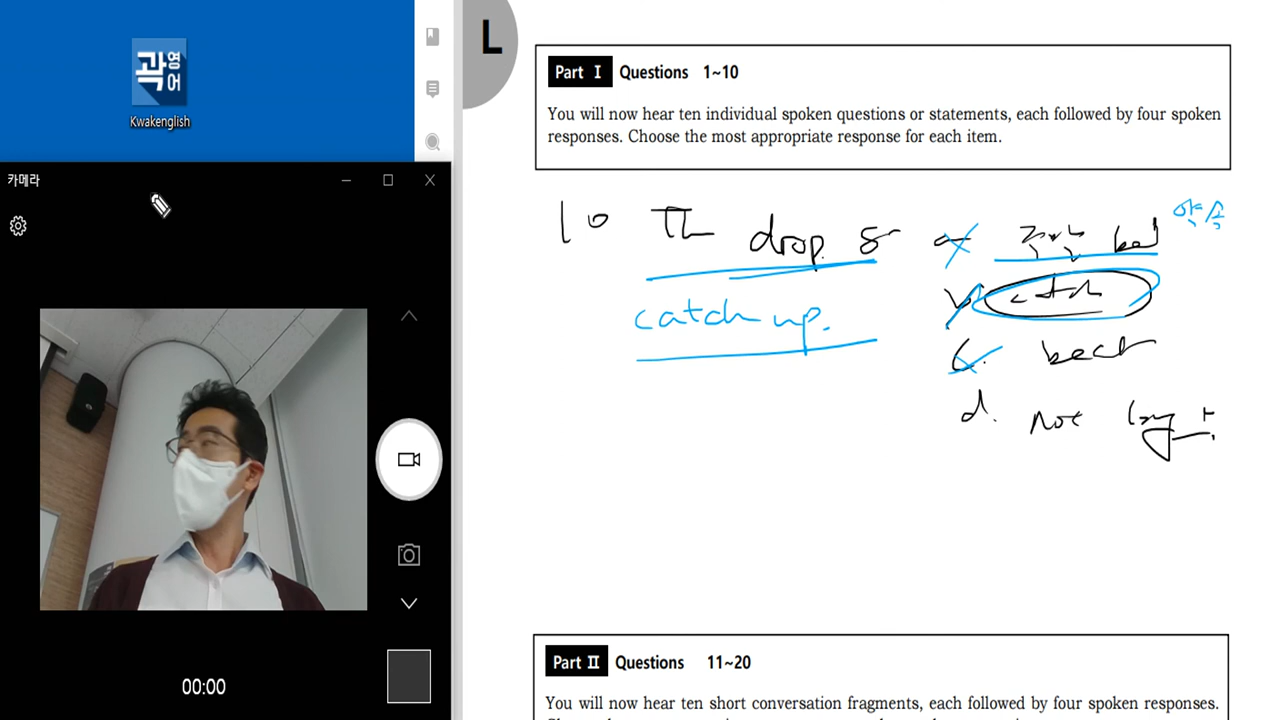 곽영어
Kwakenglish
카메라
00:00
L
Part Ⅰ Questions 1~10
You will now hear ten individual spoken questions or statements, each followed by four spoken
responses. Choose the most appropriate response for each item.
10 Th drop
catch up.
약속
catch
d. not
Part Ⅱ Questions 11~20
You will now hear ten short conversation fragments, each followed by four spoken responses.